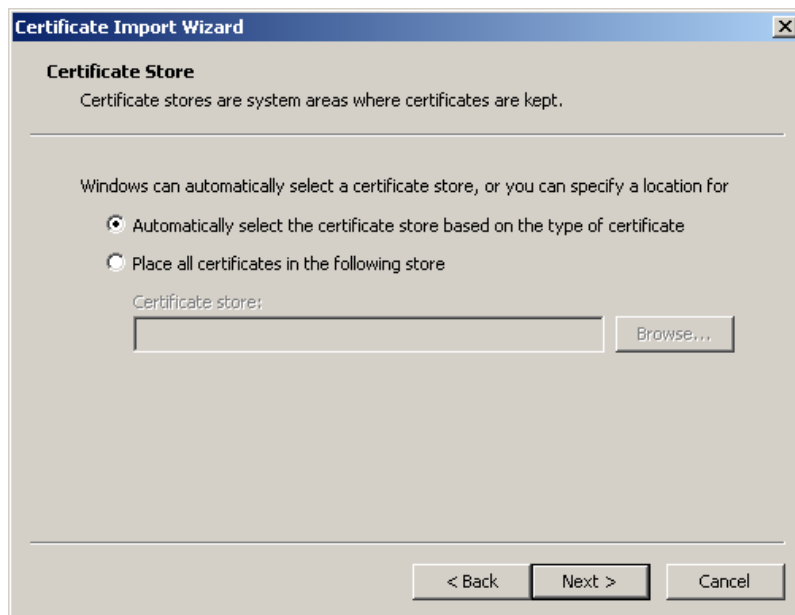 Certificate Import Wizard
Certificate Store
Certificate stores are system areas where certificates are kept.
Windows can automatically select a certificate store, or you can specify a location for
Automatically select the certificate store based on the type of certificate
Place all certificates in the following store
Certificate store:
Browse...
< Back Next > Cancel